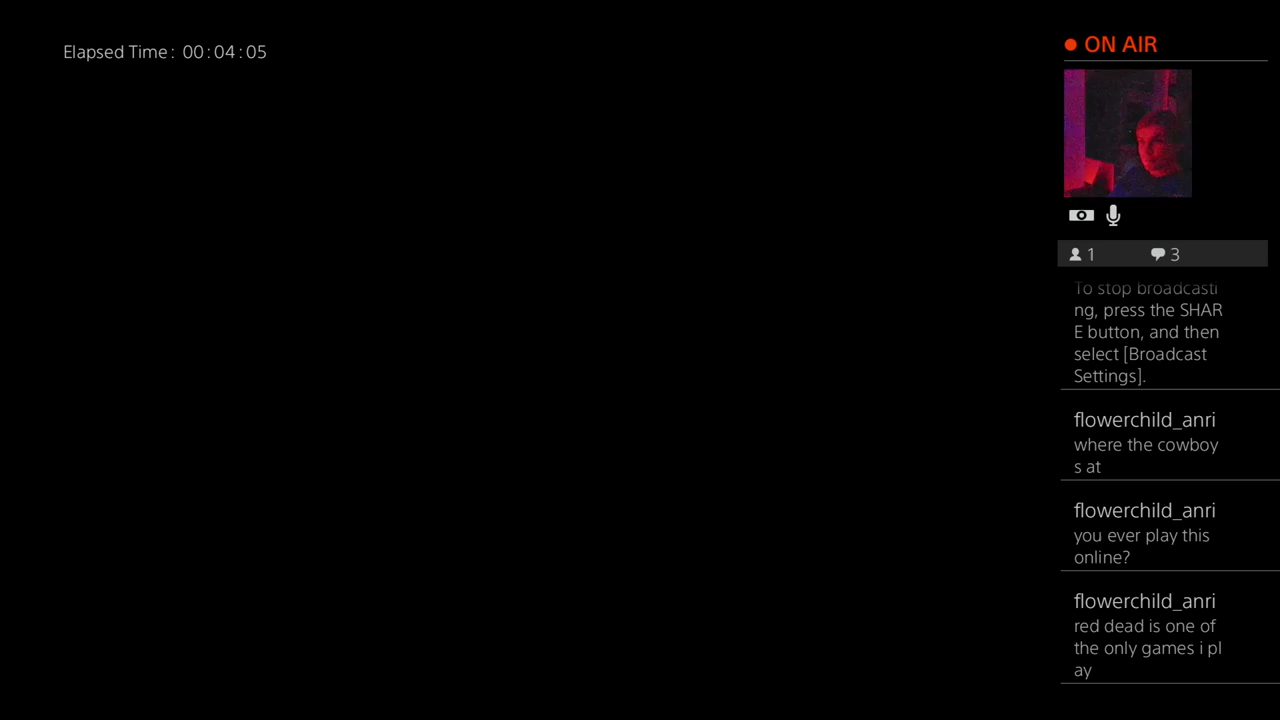 Elapsed Time: 00:04:05
ON AIR
1 3
To stop broadcasti
ng, press the SHAR
E button, and then
select [Broadcast
Settings].
flowerchild_anri
where the cowboy
s at
flowerchild_anri
you ever play this
online?
flowerchild_anri
red dead is one of
the only games i pl
ay